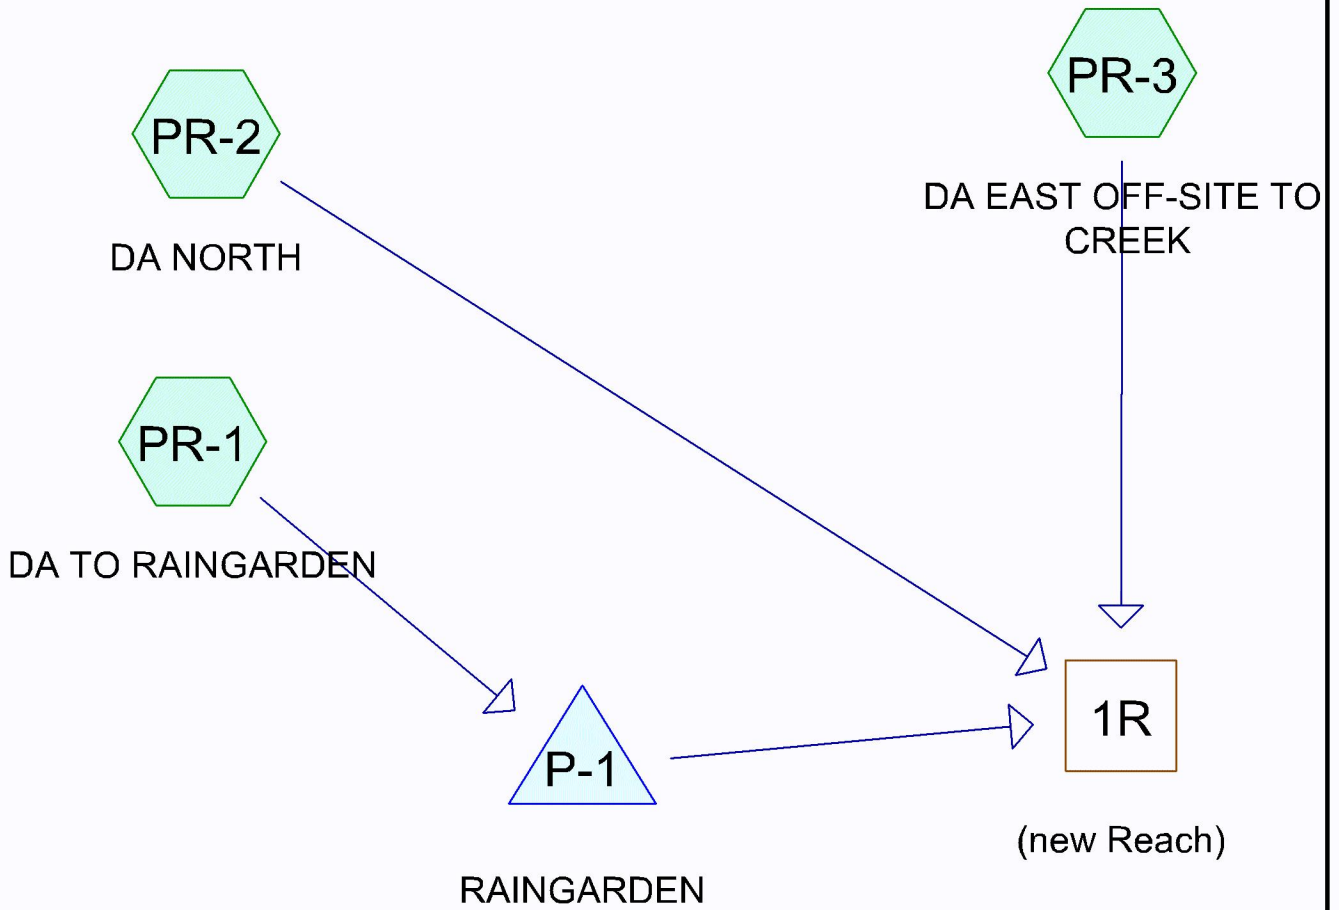 PR-3
PR-2
DA EAST OFF-SITE TO
CREEK
DA NORTH
PR-1
DA TO RAINGARDEN
1R
P-1
(new Reach)
RAINGARDEN